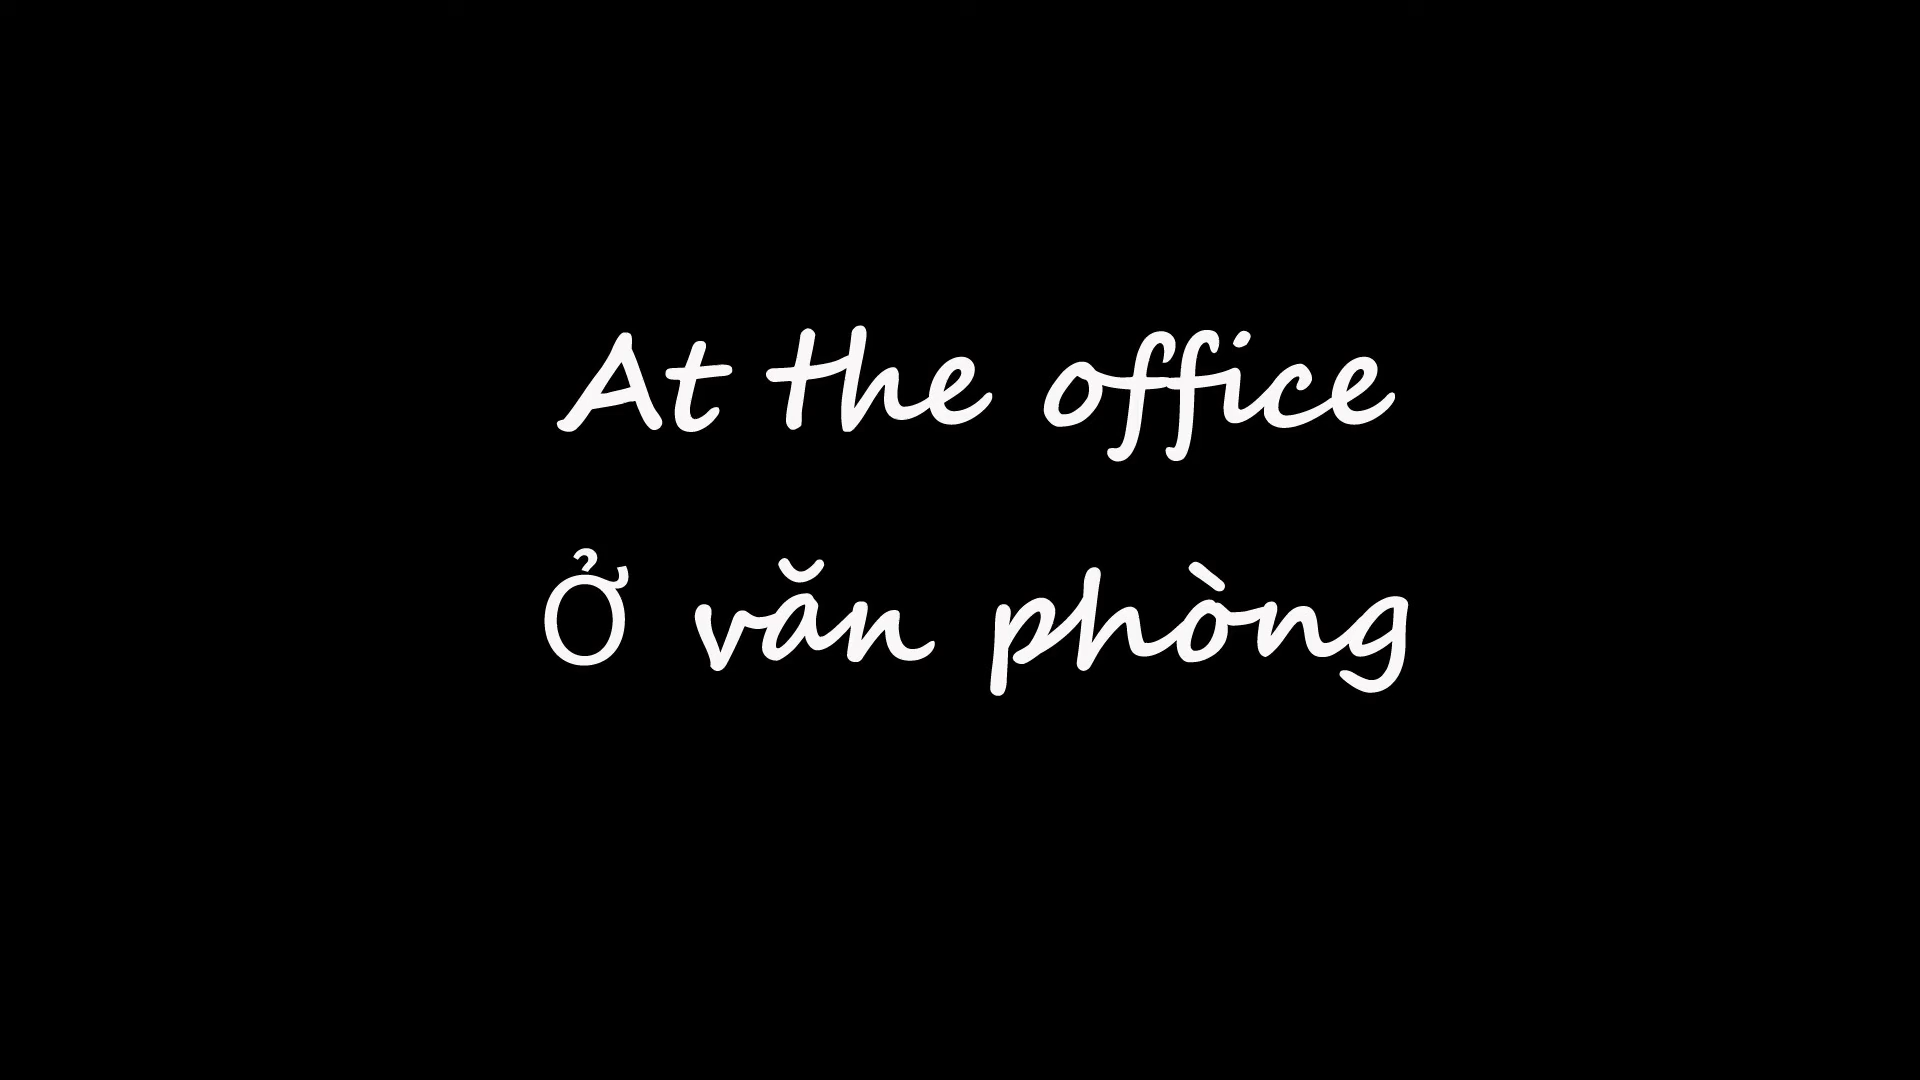 At the office
Ở văn phòng